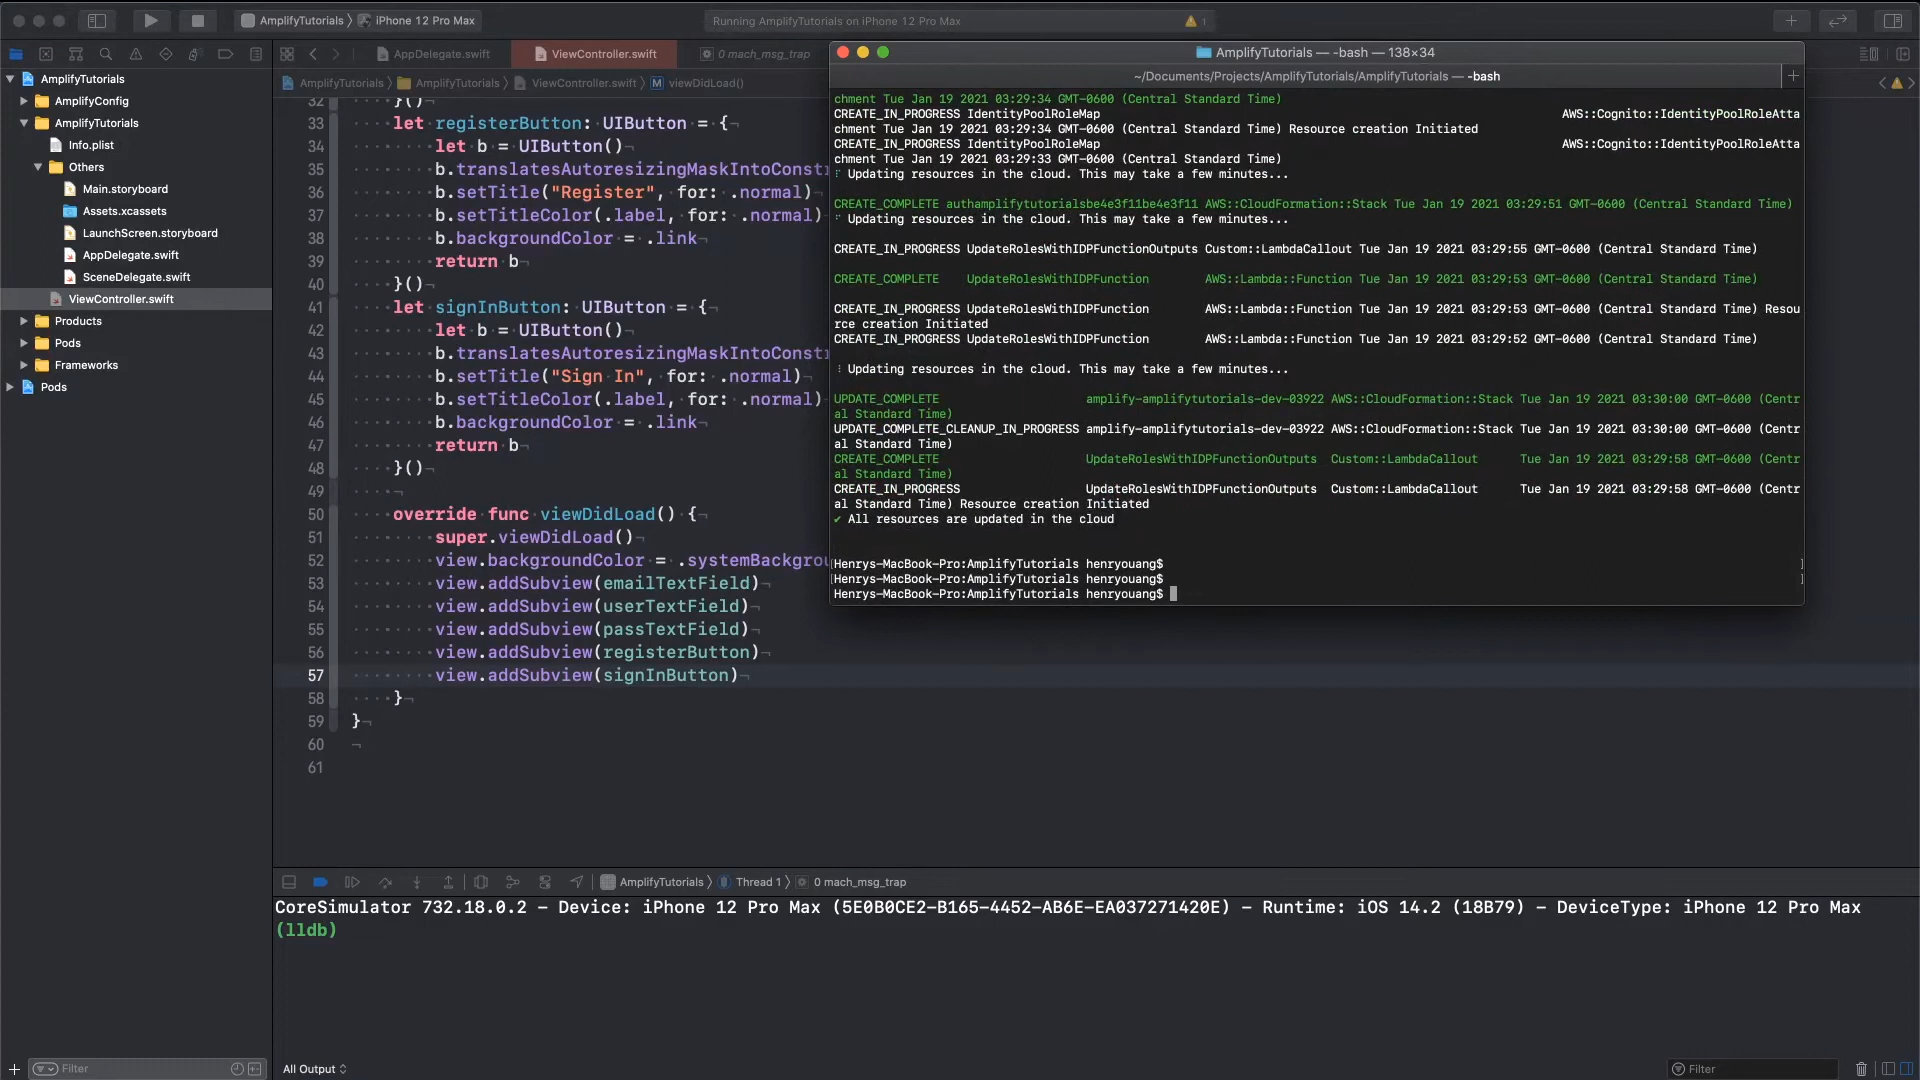 AmplifyTutorials 〉 iPhone 12 Pro Max
Running AmplifyTutorials on iPhone 12 Pro Max
1
AppDelegate.swift
ViewController.swift
0 mach_msg_trap
AmplifyTutorials 〉 AmplifyTutorials 〉 ViewController.swift 〉 M viewDidLoad()
AmplifyTutorials
AmplifyConfig
AmplifyTutorials
Info.plist
Others
Main.storyboard
Assets.xcassets
LaunchScreen.storyboard
AppDelegate.swift
SceneDelegate.swift
ViewController.swift
Products
Pods
Frameworks
Pods
Filter
32 }()
33 let registerButton: UIButton = {
34 let b = UIButton()
35 b.translatesAutoresizingMaskIntoConstr
36 b.setTitle("Register", for: .normal)
37 b.setTitleColor(.label, for: .normal)
38 b.backgroundColor = .link
39 return b
40 }()
41 let signInButton: UIButton = {
42 let b = UIButton()
43 b.translatesAutoresizingMaskIntoConstr
44 b.setTitle("Sign In", for: .normal)
45 b.setTitleColor(.label, for: .normal)
46 b.backgroundColor = .link
47 return b
48 }()
49
50 override func viewDidLoad() {
51 super.viewDidLoad()
52 view.backgroundColor = .systemBackgrou
53 view.addSubview(emailTextField)
54 view.addSubview(userTextField)
55 view.addSubview(passTextField)
56 view.addSubview(registerButton)
57 view.addSubview(signInButton)
58 }
59 }
60
61
AmplifyTutorials — -bash — 138×34
~/Documents/Projects/AmplifyTutorials/AmplifyTutorials — -bash
chment Tue Jan 19 2021 03:29:34 GMT-0600 (Central Standard Time)
CREATE_IN_PROGRESS IdentityPoolRoleMap AWS::Cognito::IdentityPoolRoleAtta
chment Tue Jan 19 2021 03:29:34 GMT-0600 (Central Standard Time) Resource creation Initiated
CREATE_IN_PROGRESS IdentityPoolRoleMap AWS::Cognito::IdentityPoolRoleAtta
chment Tue Jan 19 2021 03:29:33 GMT-0600 (Central Standard Time)
Updating resources in the cloud. This may take a few minutes...
CREATE_COMPLETE authamplifytutorialsbe4e3f11be4e3f11 AWS::CloudFormation::Stack Tue Jan 19 2021 03:29:51 GMT-0600 (Central Standard Time)
Updating resources in the cloud. This may take a few minutes...
CREATE_IN_PROGRESS UpdateRolesWithIDPFunctionOutputs Custom::LambdaCallout Tue Jan 19 2021 03:29:55 GMT-0600 (Central Standard Time)
CREATE_COMPLETE UpdateRolesWithIDPFunction AWS::Lambda::Function Tue Jan 19 2021 03:29:53 GMT-0600 (Central Standard Time)
CREATE_IN_PROGRESS UpdateRolesWithIDPFunction AWS::Lambda::Function Tue Jan 19 2021 03:29:53 GMT-0600 (Central Standard Time) Resou
rce creation Initiated
CREATE_IN_PROGRESS UpdateRolesWithIDPFunction AWS::Lambda::Function Tue Jan 19 2021 03:29:52 GMT-0600 (Central Standard Time)
Updating resources in the cloud. This may take a few minutes...
UPDATE_COMPLETE amplify-amplifytutorials-dev-03922 AWS::CloudFormation::Stack Tue Jan 19 2021 03:30:00 GMT-0600 (Centr
al Standard Time)
UPDATE_COMPLETE_CLEANUP_IN_PROGRESS amplify-amplifytutorials-dev-03922 AWS::CloudFormation::Stack Tue Jan 19 2021 03:30:00 GMT-0600 (Centr
al Standard Time)
CREATE_COMPLETE UpdateRolesWithIDPFunctionOutputs Custom::LambdaCallout Tue Jan 19 2021 03:29:58 GMT-0600 (Centr
al Standard Time)
CREATE_IN_PROGRESS UpdateRolesWithIDPFunctionOutputs Custom::LambdaCallout Tue Jan 19 2021 03:29:58 GMT-0600 (Centr
al Standard Time) Resource creation Initiated
✔ All resources are updated in the cloud
[Henrys-MacBook-Pro:AmplifyTutorials henryouang$ ]
[Henrys-MacBook-Pro:AmplifyTutorials henryouang$ ]
Henrys-MacBook-Pro:AmplifyTutorials henryouang$
AmplifyTutorials 〉 Thread 1 〉 0 mach_msg_trap
CoreSimulator 732.18.0.2 - Device: iPhone 12 Pro Max (5E0B0CE2-B165-4452-AB6E-EA037271420E) - Runtime: iOS 14.2 (18B79) - DeviceType: iPhone 12 Pro Max
(lldb)
All Output
Filter